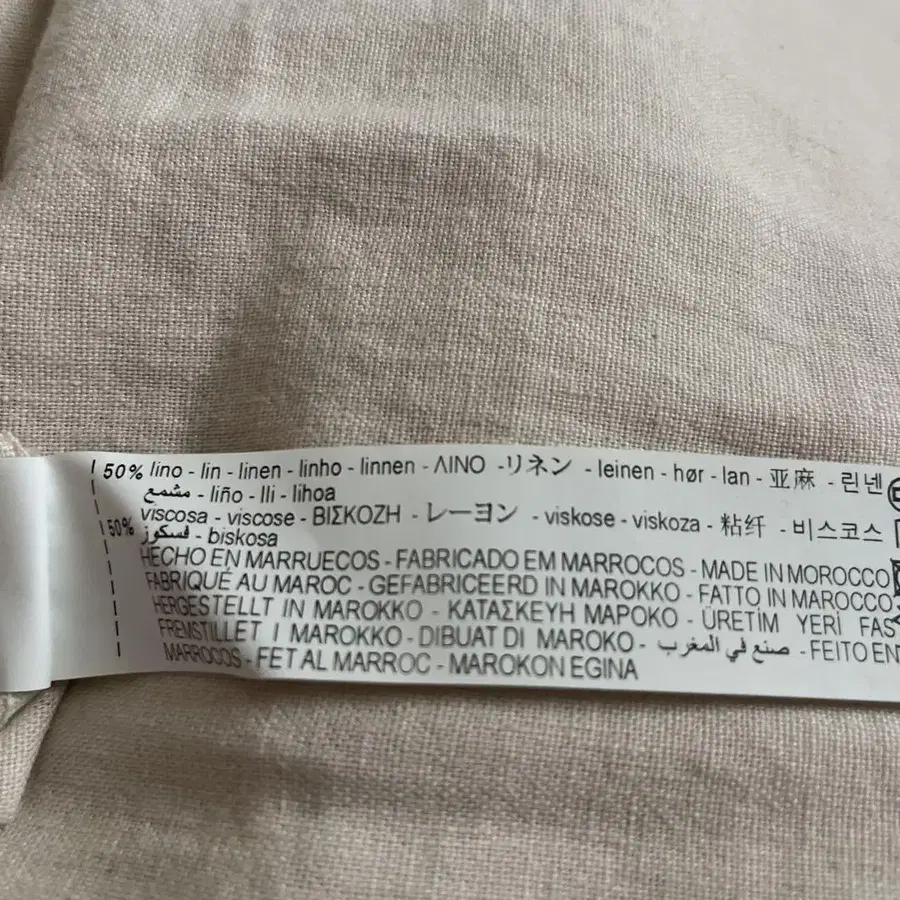 50% lino - lin - linen - linho - linnen - ΛΙΝΟ - リネン - leinen - hør - lan - 亚麻 - 린넨
مشمع - liño - lli - lihoa
50% viscosa - viscose - ΒΙΣΚΟΖΗ - レーヨン - viskose - viskoza - 粘纤 - 비스코스
فسكوز - biskosa
HECHO EN MARRUECOS - FABRICADO EM MARROCOS - MADE IN MOROCCO
FABRIQUÉ AU MAROC - GEFABRICEERD IN MAROKKO - FATTO IN MAROCCO
HERGESTELLT IN MAROKKO - ΚΑΤΑΣΚΕΥΗ ΜΑΡΟΚΟ - ÜRETİM YERİ FAS
FREMSTILLET I MAROKKO - DIBUAT DI MAROKO - صنع في المغرب - FEITO EN
MARROCOS - FET AL MARROC - MAROKON EGINA